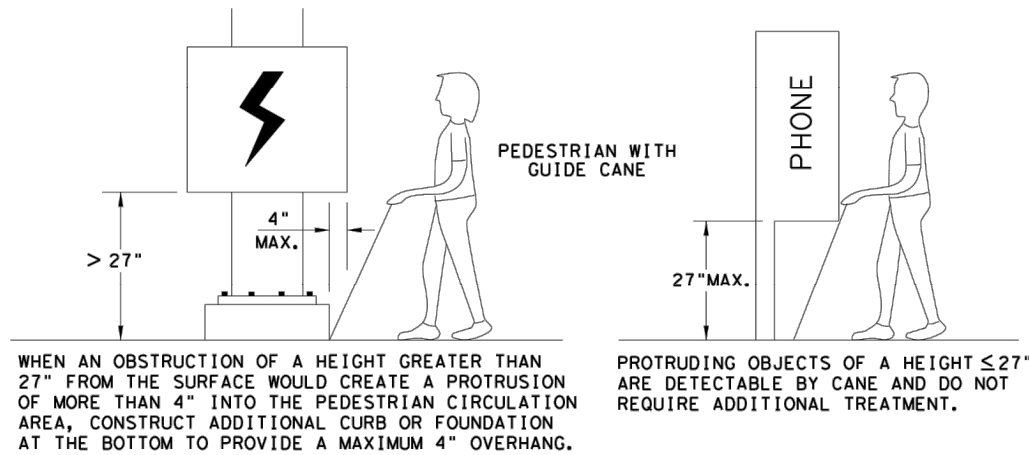 PEDESTRIAN WITH
GUIDE CANE
4"
MAX.
> 27"
WHEN AN OBSTRUCTION OF A HEIGHT GREATER THAN
27" FROM THE SURFACE WOULD CREATE A PROTRUSION
OF MORE THAN 4" INTO THE PEDESTRIAN CIRCULATION
AREA, CONSTRUCT ADDITIONAL CURB OR FOUNDATION
AT THE BOTTOM TO PROVIDE A MAXIMUM 4" OVERHANG.
PHONE
27"MAX.
PROTRUDING OBJECTS OF A HEIGHT ≤27"
ARE DETECTABLE BY CANE AND DO NOT
REQUIRE ADDITIONAL TREATMENT.